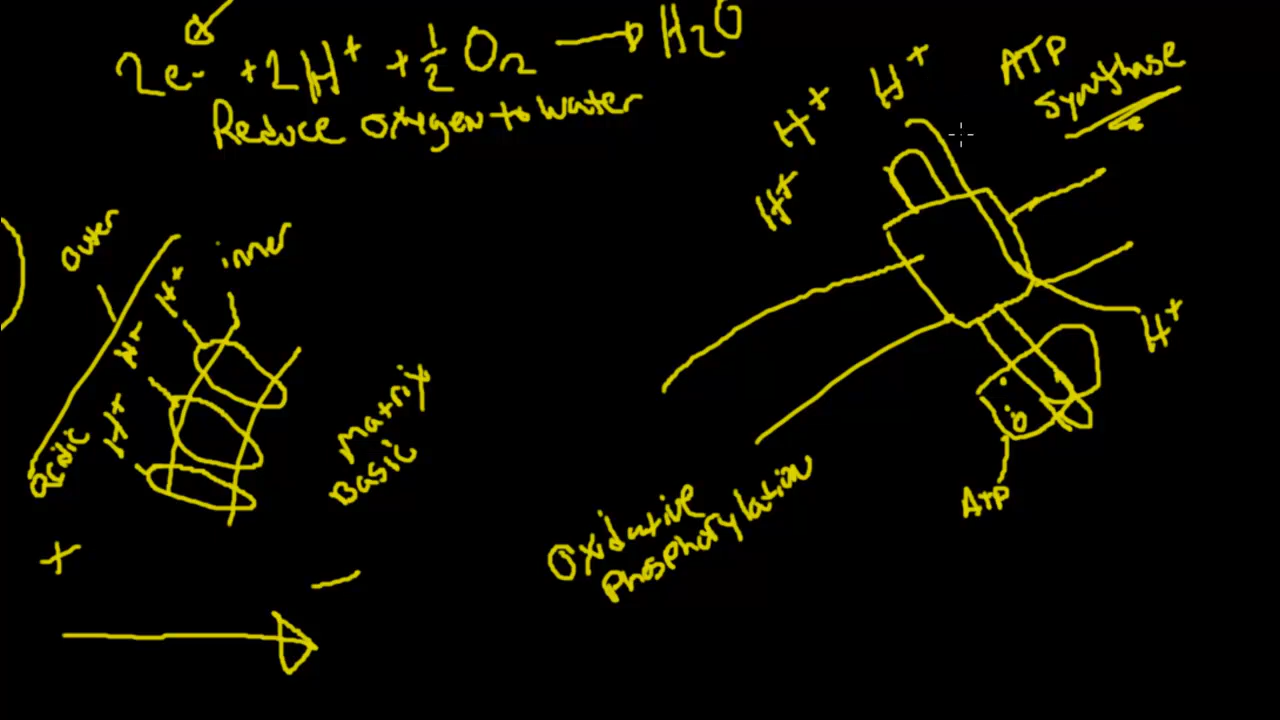 2e- + 2H+ + ½ O2 → H2O
Reduce oxygen to water
ATP
Synthase
H+
H+
H+
H+
ATP
outer
inner
H+
H+
H+
acidic
Matrix
Basic
+
−
Oxidative
Phosphorylation